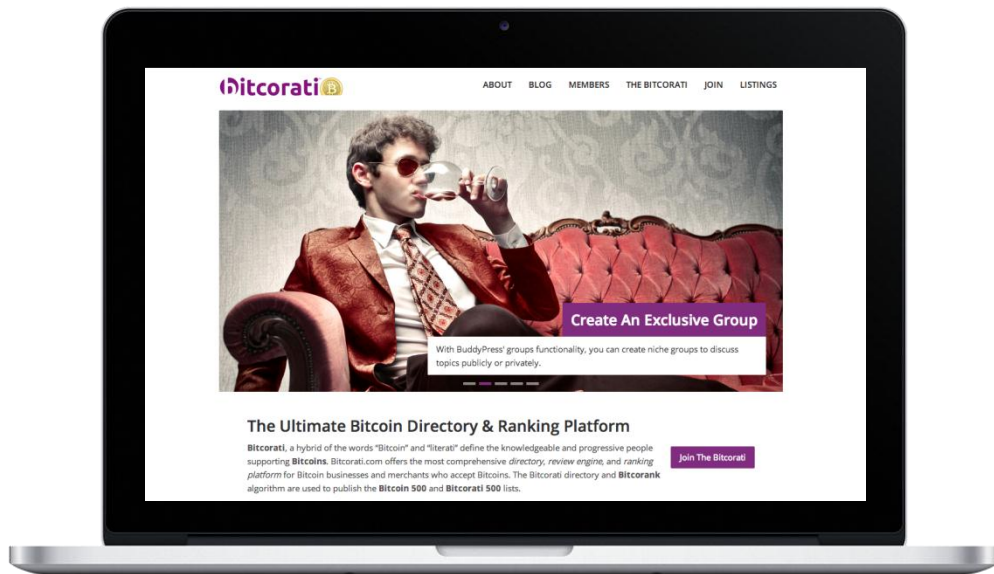 bitcorati
ABOUT BLOG MEMBERS THE BITCORATI JOIN LISTINGS
Create An Exclusive Group
With BuddyPress' groups functionality, you can create niche groups to discuss
topics publicly or privately.
The Ultimate Bitcoin Directory & Ranking Platform
Bitcorati, a hybrid of the words “Bitcoin” and “literati” define the knowledgeable and progressive people
supporting Bitcoins. Bitcorati.com offers the most comprehensive directory, review engine, and ranking
platform for Bitcoin businesses and merchants who accept Bitcoins. The Bitcorati directory and Bitcorank
algorithm are used to publish the Bitcoin 500 and Bitcorati 500 lists.
Join The Bitcorati